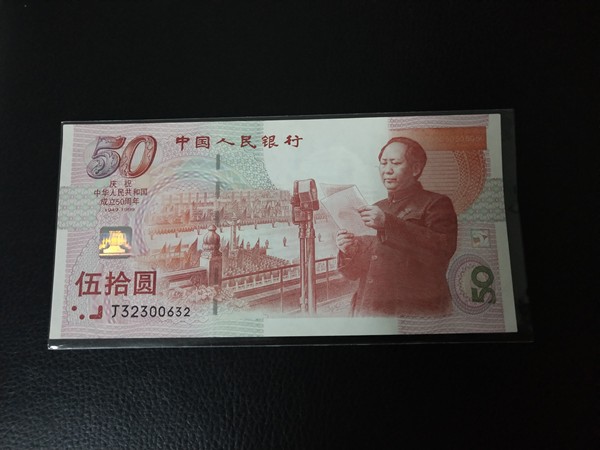 50
中国人民银行
庆祝
中华人民共和国
成立50周年
伍拾圆
J32300632
50